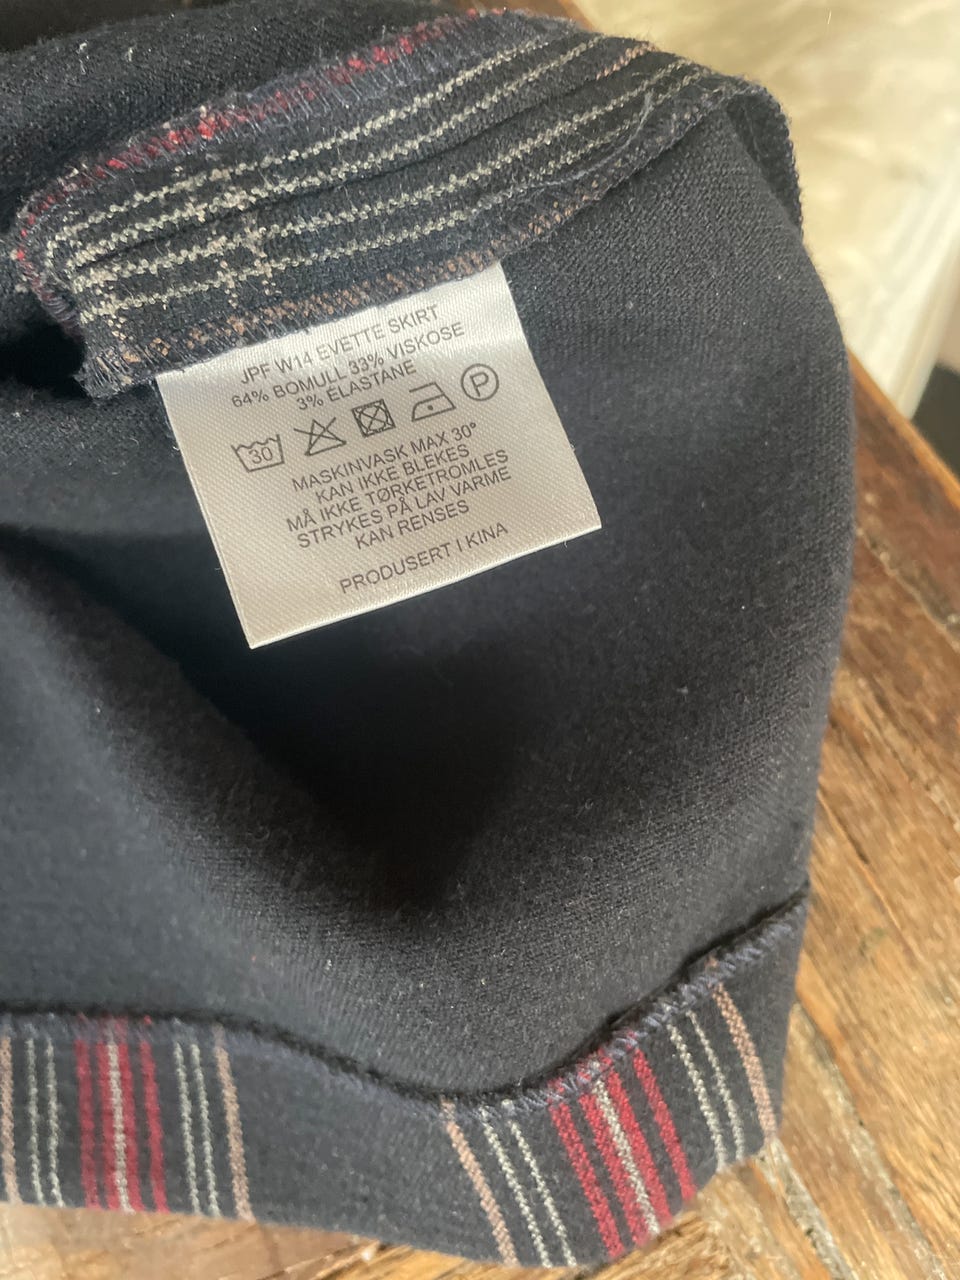 JPF W14 EVETTE SKIRT
64% BOMULL 33% VISKOSE
3% ELASTANE
30 P
MASKINVASK MAX 30°
KAN IKKE BLEKES
MÅ IKKE TØRKETROMLES
STRYKES PÅ LAV VARME
KAN RENSES
PRODUSERT I KINA